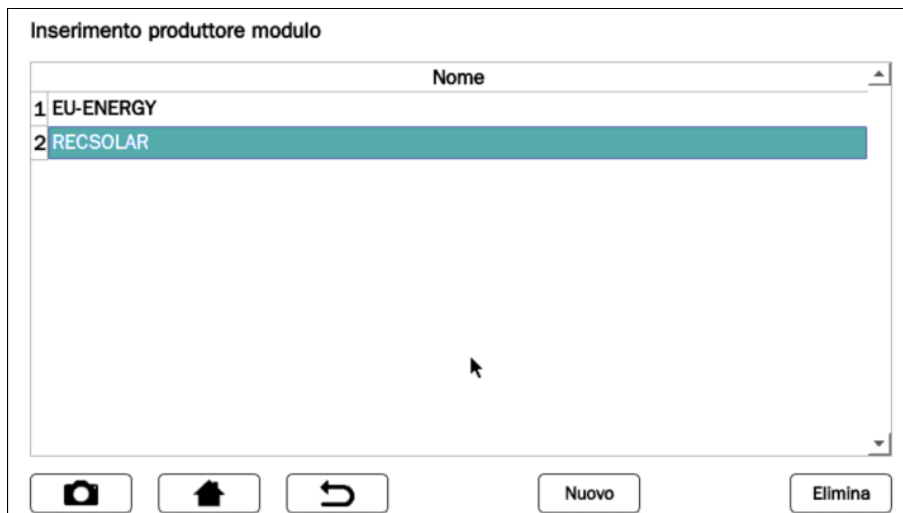 Inserimento produttore modulo
Nome
1 EU-ENERGY
2 RECSOLAR
Nuovo Elimina